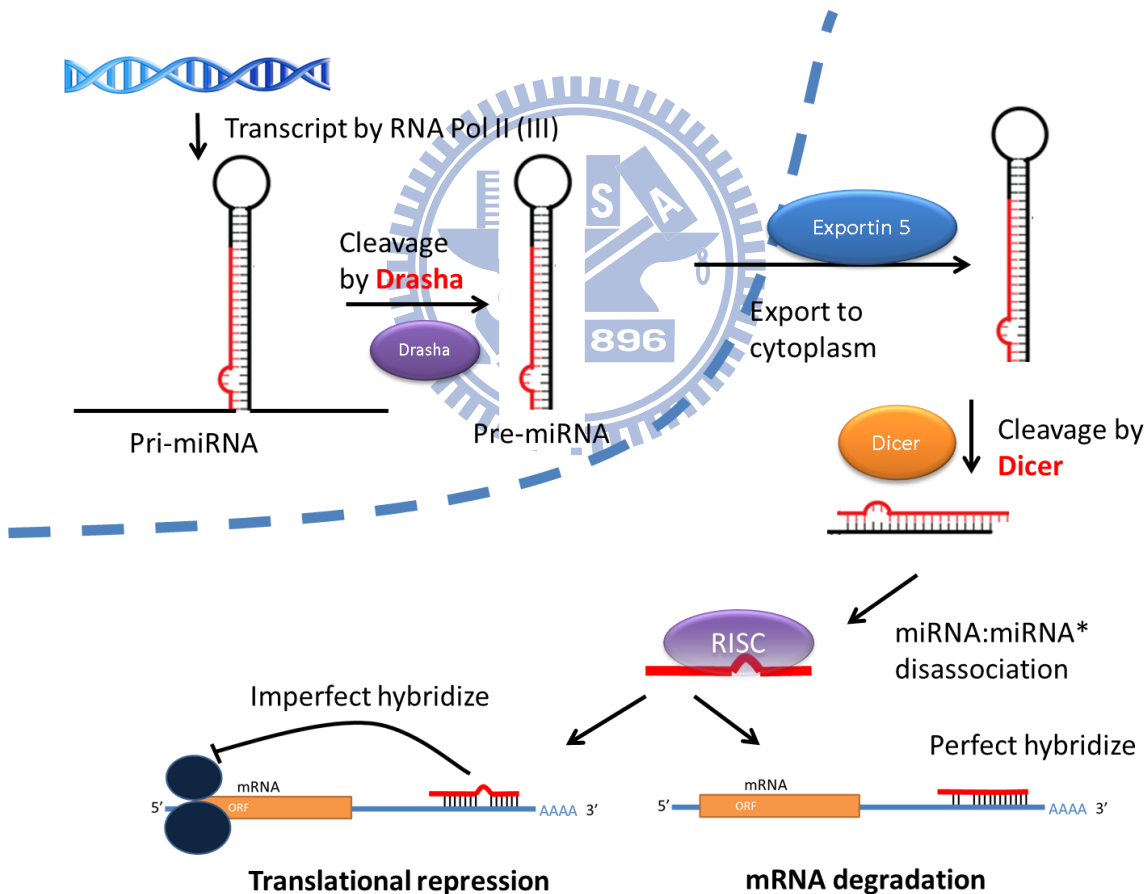 Transcript by RNA Pol II (III)
S
A
896
Cleavage
by Drasha
Drasha
Pri-miRNA
Pre-miRNA
Exportin 5
Export to
cytoplasm
Dicer
Cleavage by
Dicer
RISC
miRNA:miRNA*
disassociation
Imperfect hybridize
Perfect hybridize
5' mRNA ORF AAAA 3'
5' mRNA ORF AAAA 3'
Translational repression
mRNA degradation